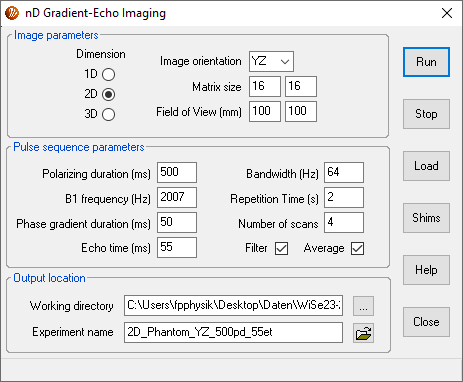 nD Gradient-Echo Imaging
Image parameters
Dimension
1D
2D
3D
Image orientation YZ
Matrix size 16 16
Field of View (mm) 100 100
Pulse sequence parameters
Polarizing duration (ms) 500
B1 frequency (Hz) 2007
Phase gradient duration (ms) 50
Echo time (ms) 55
Bandwidth (Hz) 64
Repetition Time (s) 2
Number of scans 4
Filter Average
Output location
Working directory C:\Users\fpphysik\Desktop\Daten\WiSe23-
...
Experiment name 2D_Phantom_YZ_500pd_55et
Run
Stop
Load
Shims
Help
Close